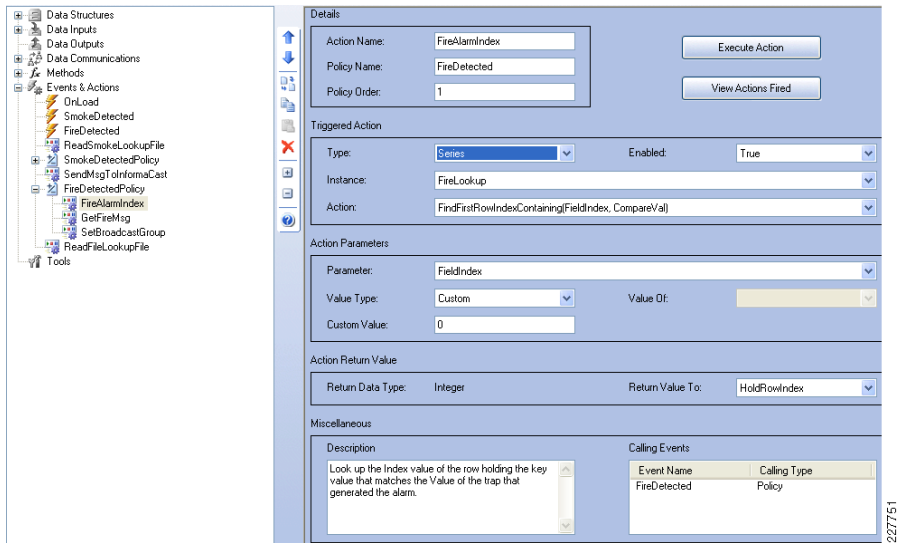 Data Structures
Data Inputs
Data Outputs
Data Communications
Methods
Events & Actions
OnLoad
SmokeDetected
FireDetected
ReadSmokeLookupFile
SmokeDetectedPolicy
SendMsgToInformaCast
FireDetectedPolicy
FireAlarmIndex
GetFireMsg
SetBroadcastGroup
ReadFileLookupFile
Tools
Details
Action Name: FireAlarmIndex
Execute Action
Policy Name: FireDetected
Policy Order: 1
View Actions Fired
Triggered Action
Type: Series Enabled: True
Instance: FireLookup
Action: FindFirstRowIndexContaining(FieldIndex, CompareVal)
Action Parameters
Parameter: FieldIndex
Value Type: Custom Value Of:
Custom Value: 0
Action Return Value
Return Data Type: Integer Return Value To: HoldRowIndex
Miscellaneous
Description
Look up the Index value of the row holding the key
value that matches the Value of the trap that
generated the alarm.
Calling Events
Event Name Calling Type
FireDetected Policy
227751